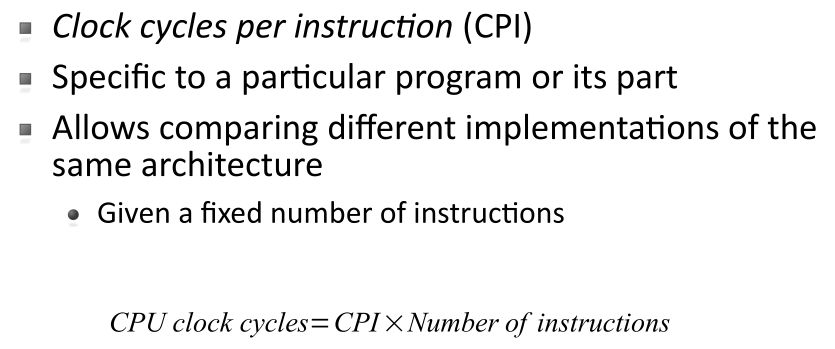 Clock cycles per instruction (CPI)
Specific to a particular program or its part
Allows comparing different implementations of the
same architecture
Given a fixed number of instructions
CPU clock cycles=CPI×Number of instructions